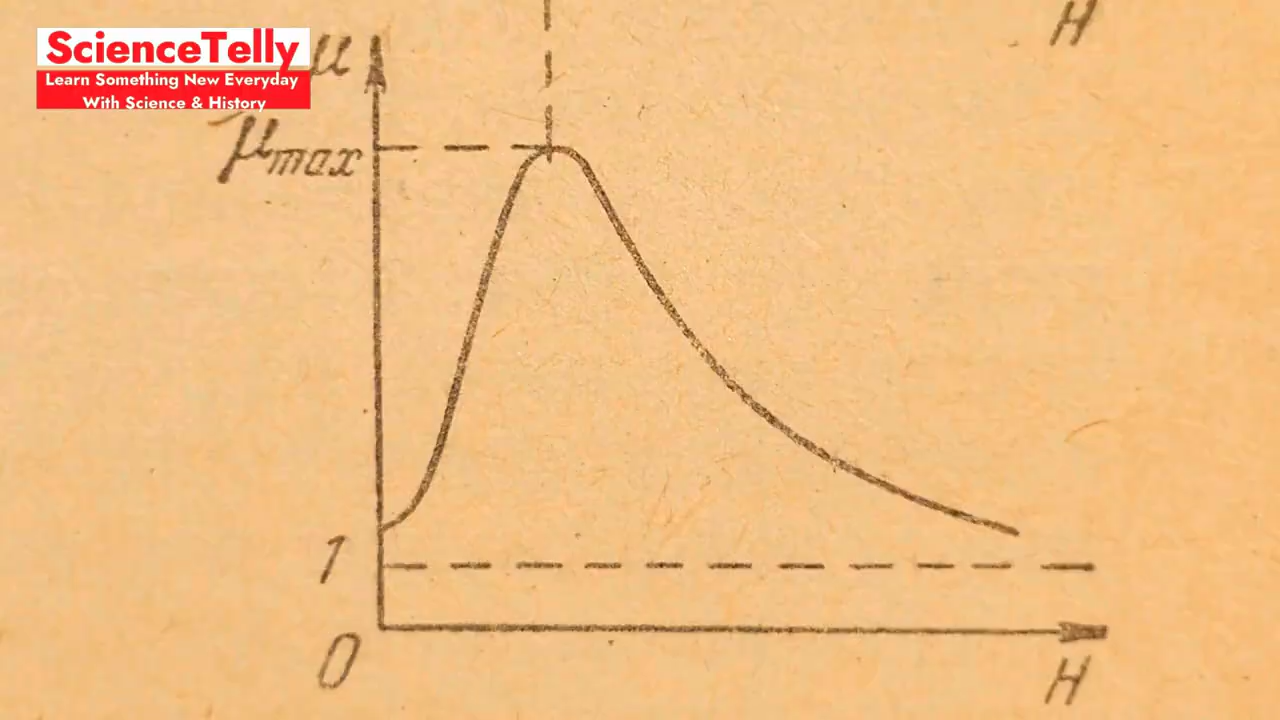 ScienceTelly
Learn Something New Everyday
With Science & History
H
μ
μmax
1
0
H